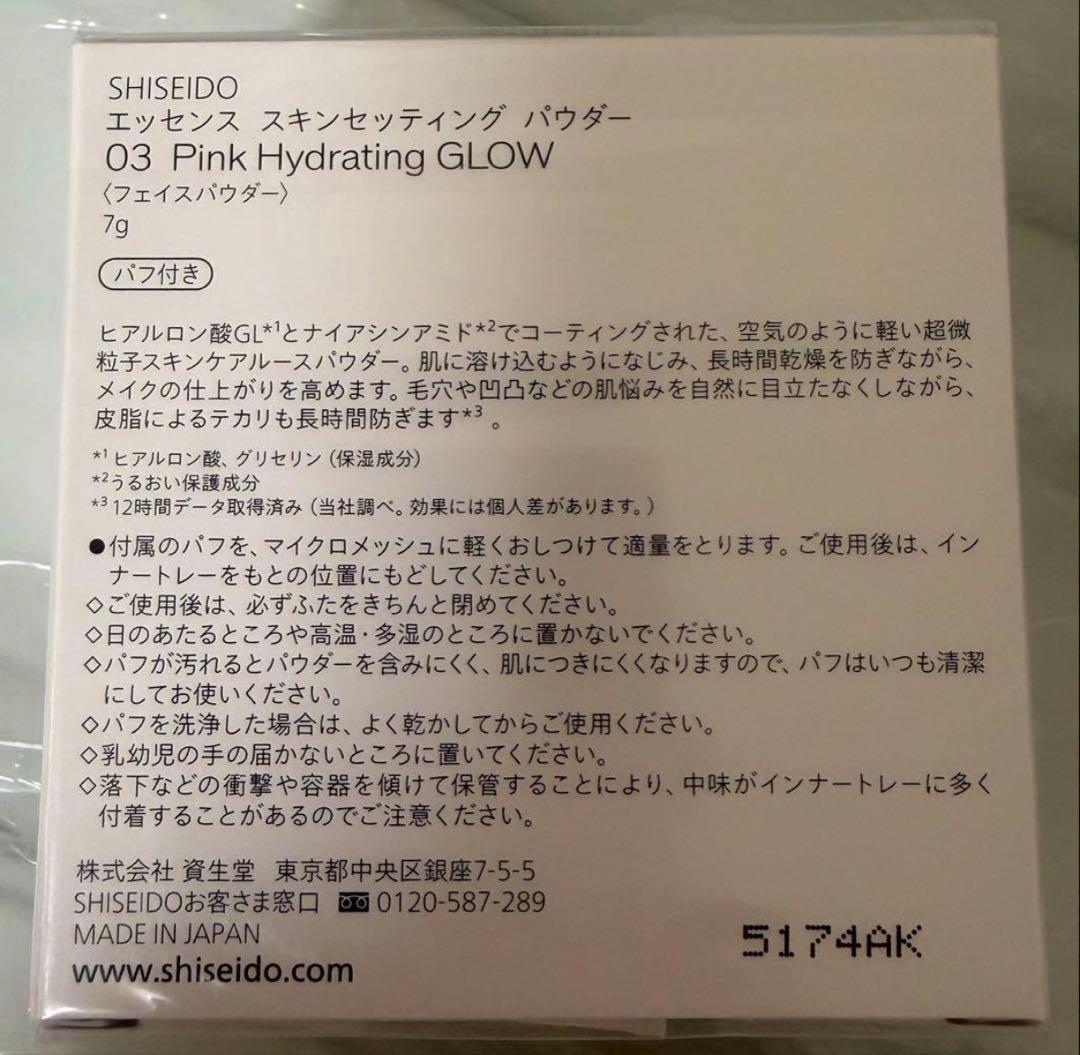 SHISEIDO
エッセンス スキンセッティング パウダー
03 Pink Hydrating GLOW
〈フェイスパウダー〉
7g
パフ付き
ヒアルロン酸GL*1とナイアシンアミド*2でコーティングされた、空気のように軽い超微
粒子スキンケアルースパウダー。肌に溶け込むようになじみ、長時間乾燥を防ぎながら、
メイクの仕上がりを高めます。毛穴や凹凸などの肌悩みを自然に目立たなくしながら、
皮脂によるテカリも長時間防ぎます*3。
*1 ヒアルロン酸、グリセリン（保湿成分）
*2うるおい保護成分
*3 12時間データ取得済み（当社調べ。効果には個人差があります。）
●付属のパフを、マイクロメッシュに軽くおしつけて適量をとります。ご使用後は、イン
ナートレーをもとの位置にもどしてください。
◇ご使用後は、必ずふたをきちんと閉めてください。
◇日のあたるところや高温・多湿のところに置かないでください。
◇パフが汚れるとパウダーを含みにくく、肌につきにくくなりますので、パフはいつも清潔
にしてお使いください。
◇パフを洗浄した場合は、よく乾かしてからご使用ください。
◇乳幼児の手の届かないところに置いてください。
◇落下などの衝撃や容器を傾けて保管することにより、中味がインナートレーに多く
付着することがあるのでご注意ください。
株式会社 資生堂 東京都中央区銀座7-5-5
SHISEIDOお客さま窓口 0120-587-289
MADE IN JAPAN
www.shiseido.com
5174AK